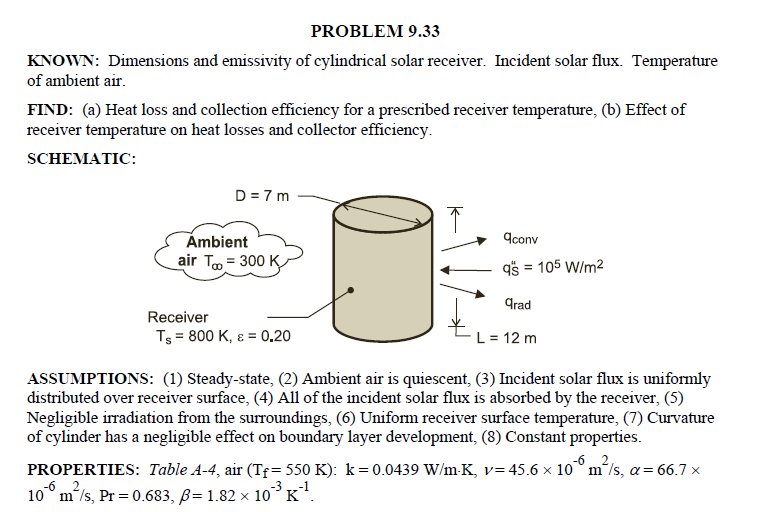 PROBLEM 9.33
KNOWN: Dimensions and emissivity of cylindrical solar receiver. Incident solar flux. Temperature
of ambient air.
FIND: (a) Heat loss and collection efficiency for a prescribed receiver temperature, (b) Effect of
receiver temperature on heat losses and collector efficiency.
SCHEMATIC:
D = 7 m
Ambient
air T∞ = 300 K
Receiver
Ts = 800 K, ε = 0.20
qconv
q"s = 10⁵ W/m²
qrad
L = 12 m
ASSUMPTIONS: (1) Steady-state, (2) Ambient air is quiescent, (3) Incident solar flux is uniformly
distributed over receiver surface, (4) All of the incident solar flux is absorbed by the receiver, (5)
Negligible irradiation from the surroundings, (6) Uniform receiver surface temperature, (7) Curvature
of cylinder has a negligible effect on boundary layer development, (8) Constant properties.
PROPERTIES: Table A-4, air (Tf = 550 K): k = 0.0439 W/m·K, ν = 45.6 × 10⁻⁶ m²/s, α = 66.7 ×
10⁻⁶ m²/s, Pr = 0.683, β = 1.82 × 10⁻³ K⁻¹.